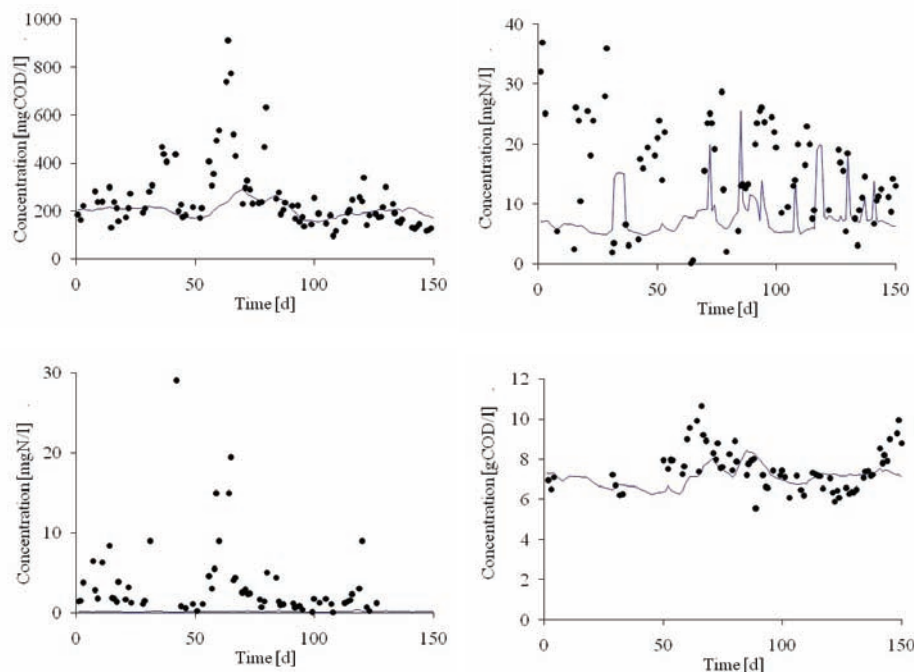 1000
800
600
400
200
0
Concentration [mgCOD/l]
0 50 100 150
Time [d]
40
30
20
10
0
Concentration [mgN/l]
0 50 100 150
Time [d]
30
20
10
0
Concentration [mgN/l]
0 50 100 150
Time [d]
12
10
8
6
4
2
0
Concentration [gCOD/l]
0 50 100 150
Time [d]